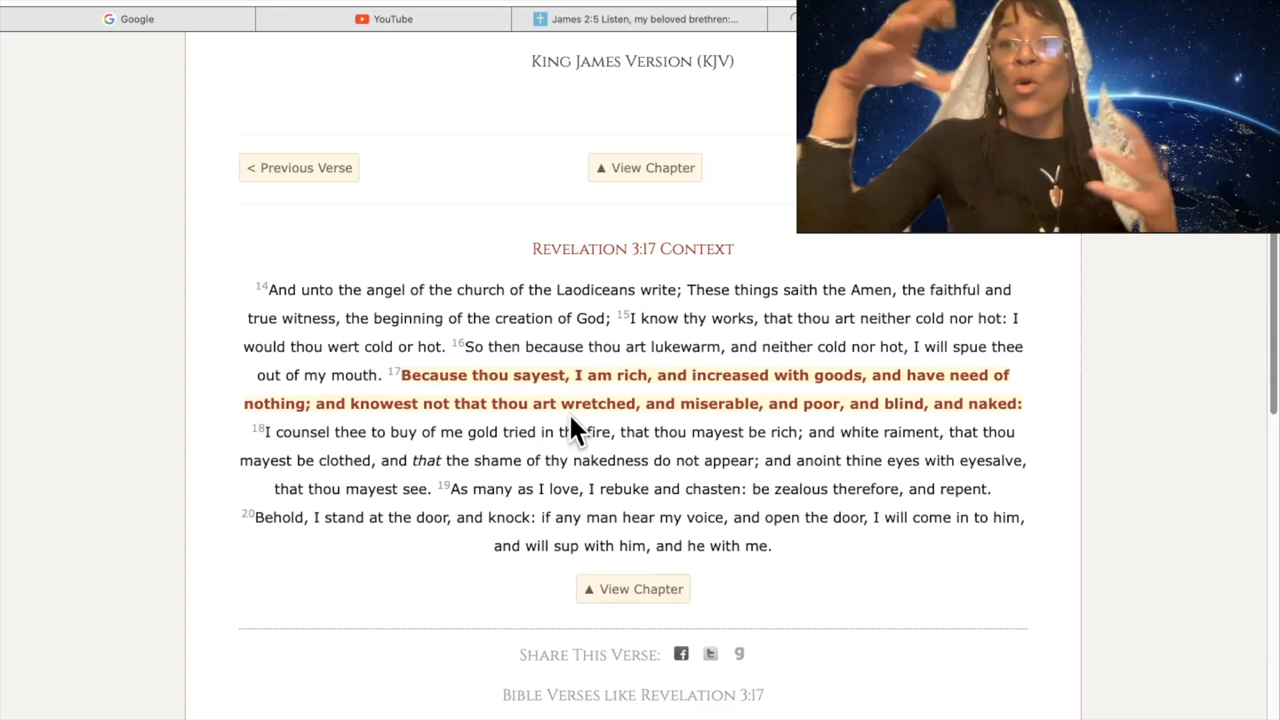 Google
YouTube
James 2:5 Listen, my beloved brethren:...
King James Version (KJV)
< Previous Verse
▲ View Chapter
Revelation 3:17 Context
14And unto the angel of the church of the Laodiceans write; These things saith the Amen, the faithful and
true witness, the beginning of the creation of God; 15I know thy works, that thou art neither cold nor hot: I
would thou wert cold or hot. 16So then because thou art lukewarm, and neither cold nor hot, I will spue thee
out of my mouth. 17Because thou sayest, I am rich, and increased with goods, and have need of
nothing; and knowest not that thou art wretched, and miserable, and poor, and blind, and naked:
18I counsel thee to buy of me gold tried in the fire, that thou mayest be rich; and white raiment, that thou
mayest be clothed, and that the shame of thy nakedness do not appear; and anoint thine eyes with eyesalve,
that thou mayest see. 19As many as I love, I rebuke and chasten: be zealous therefore, and repent.
20Behold, I stand at the door, and knock: if any man hear my voice, and open the door, I will come in to him,
and will sup with him, and he with me.
▲ View Chapter
Share This Verse:
Bible Verses like Revelation 3:17